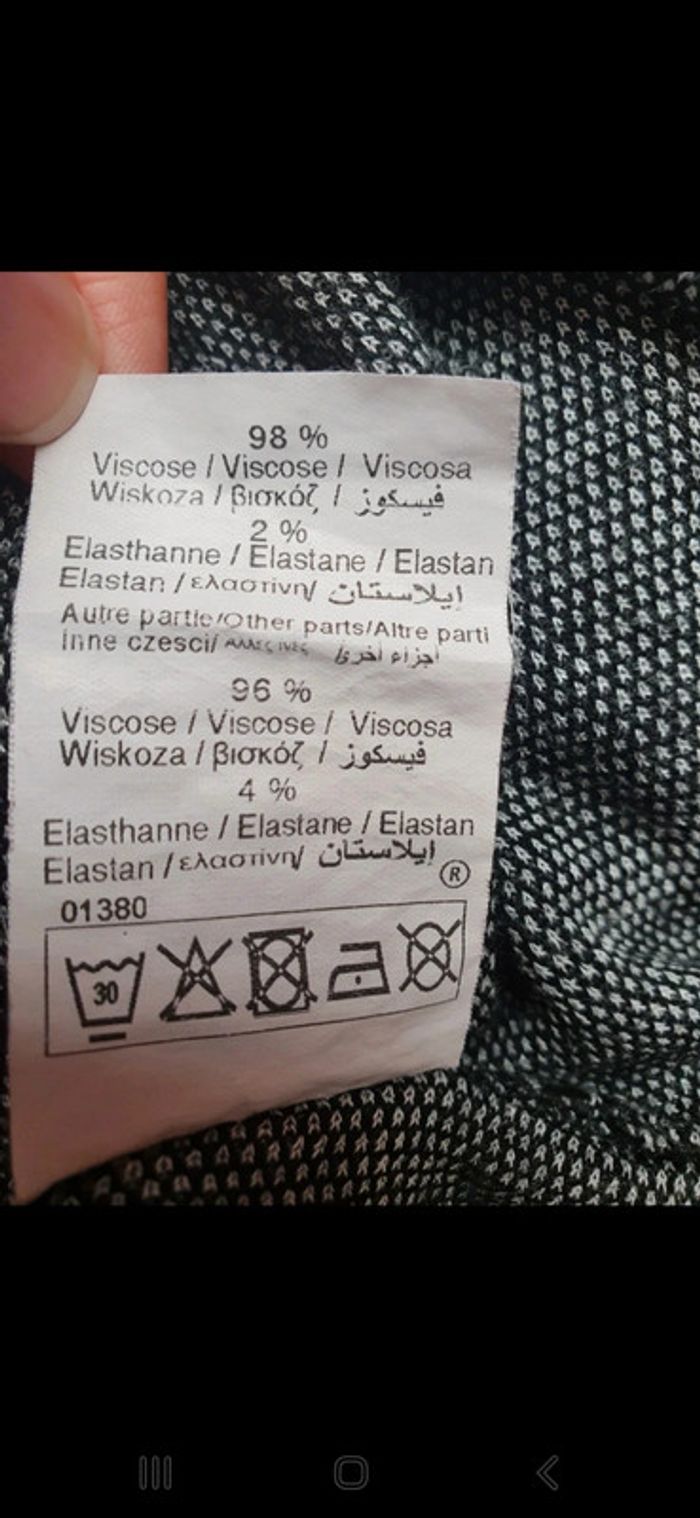 98 %
Viscose / Viscose / Viscosa
Wiskoza / βισκόζ / فيسكوز
2 %
Elasthanne / Elastane / Elastan
Elastan / ελαστίνη/ إيلاستان
Autre partie/Other parts/Altre parti
Inne czesci/ أجزاء أخرى/
96 %
Viscose / Viscose / Viscosa
Wiskoza / βισκόζ / فيسكوز
4 %
Elasthanne / Elastane / Elastan
Elastan / ελαστίνη/ إيلاستان
®
01380
30